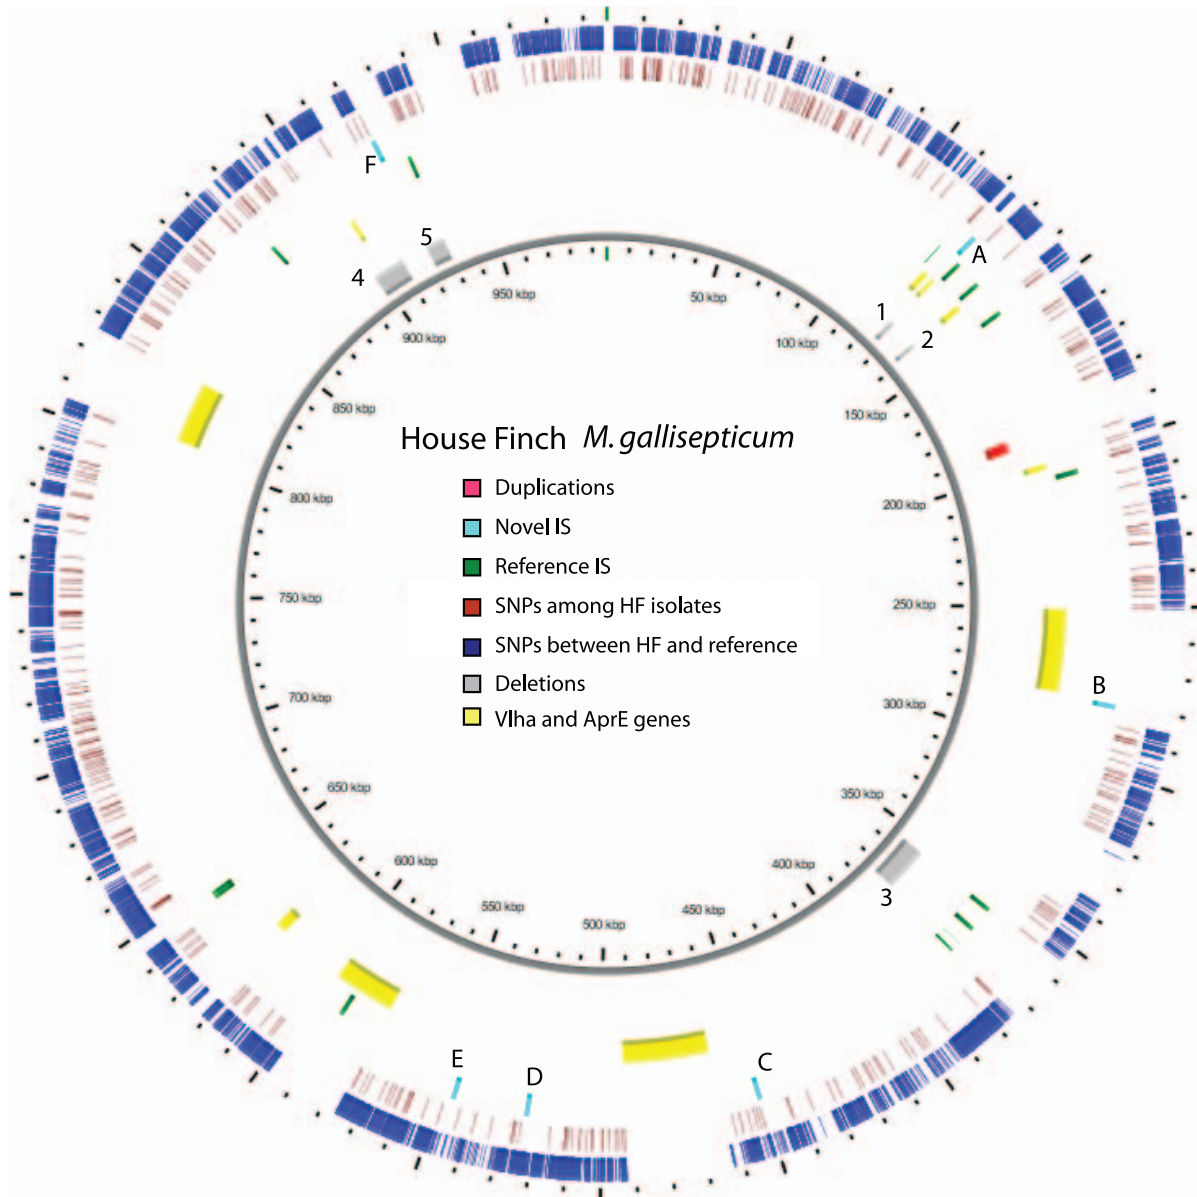 F
5
4
A
1
2
B
3
C
D
E
950 kbp
50 kbp
900 kbp
100 kbp
850 kbp
150 kbp
800 kbp
200 kbp
750 kbp
250 kbp
700 kbp
300 kbp
650 kbp
350 kbp
600 kbp
400 kbp
550 kbp
450 kbp
500 kbp
House Finch M. gallisepticum
Duplications
Novel IS
Reference IS
SNPs among HF isolates
SNPs between HF and reference
Deletions
Vlha and AprE genes